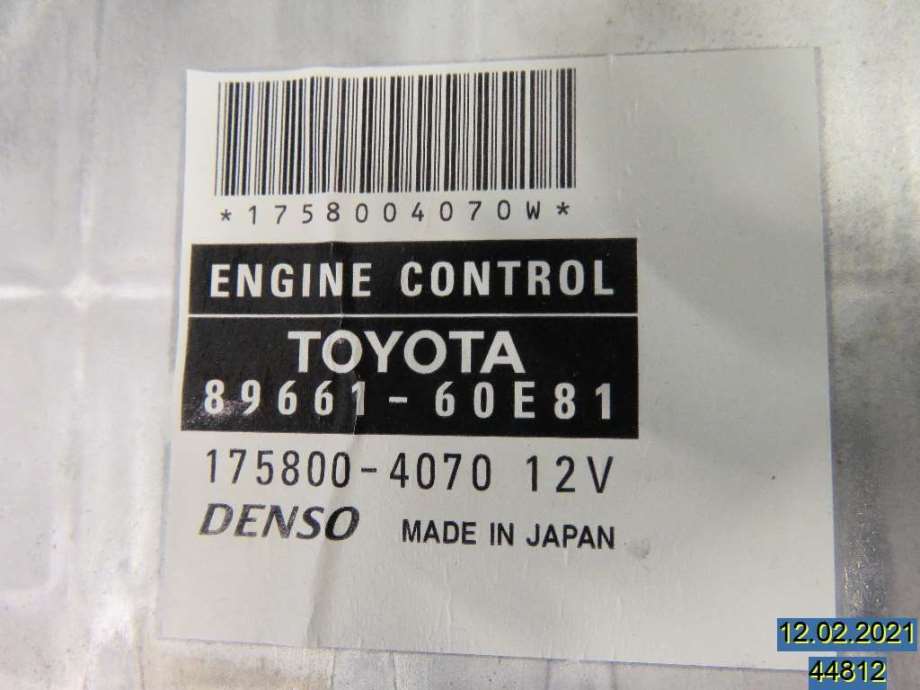 *1758004070W*
ENGINE CONTROL
TOYOTA
89661-60E81
175800-4070 12V
DENSO MADE IN JAPAN
12.02.2021
44812